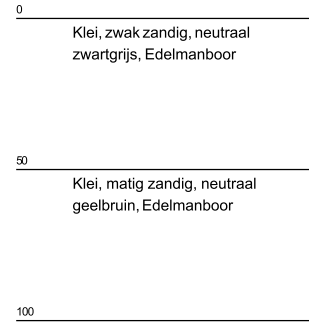 0
Klei, zwak zandig, neutraal
zwartgrijs, Edelmanboor
50
Klei, matig zandig, neutraal
geelbruin, Edelmanboor
100